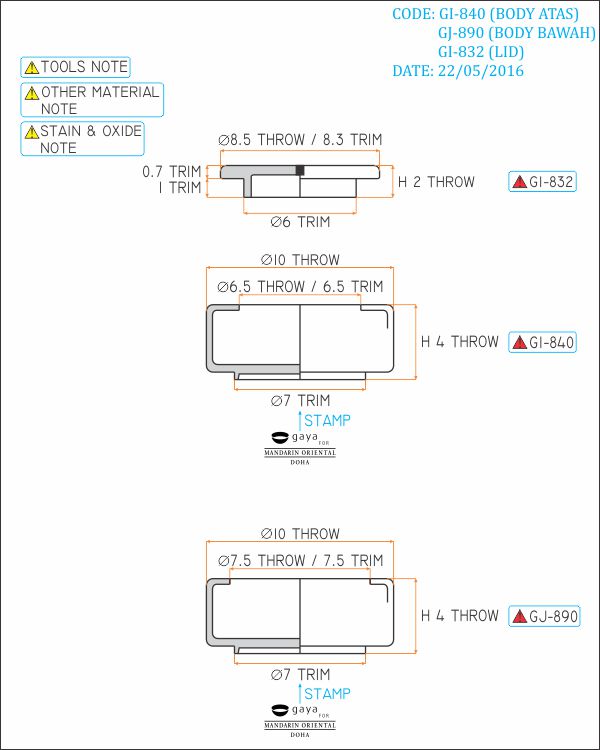 CODE: GI-840 (BODY ATAS)
GJ-890 (BODY BAWAH)
GI-832 (LID)
DATE: 22/05/2016
TOOLS NOTE
OTHER MATERIAL
NOTE
STAIN & OXIDE
NOTE
Ø8.5 THROW / 8.3 TRIM
0.7 TRIM
1 TRIM
H 2 THROW
GI-832
Ø6 TRIM
Ø10 THROW
Ø6.5 THROW / 6.5 TRIM
H 4 THROW
GI-840
Ø7 TRIM
STAMP
gaya
FOR
MANDARIN ORIENTAL
DOHA
Ø10 THROW
Ø7.5 THROW / 7.5 TRIM
H 4 THROW
GJ-890
Ø7 TRIM
STAMP
gaya
FOR
MANDARIN ORIENTAL
DOHA